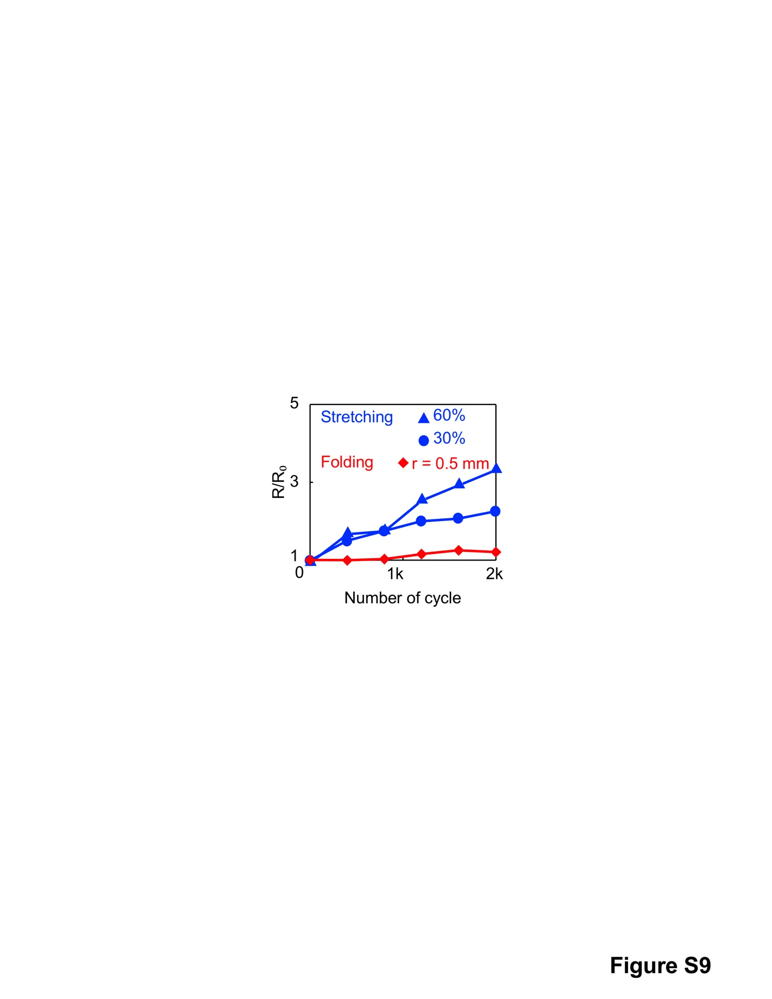 5
Stretching 60%
30%
Folding r = 0.5 mm
R/R0
3
1
0 1k 2k
Number of cycle
Figure S9